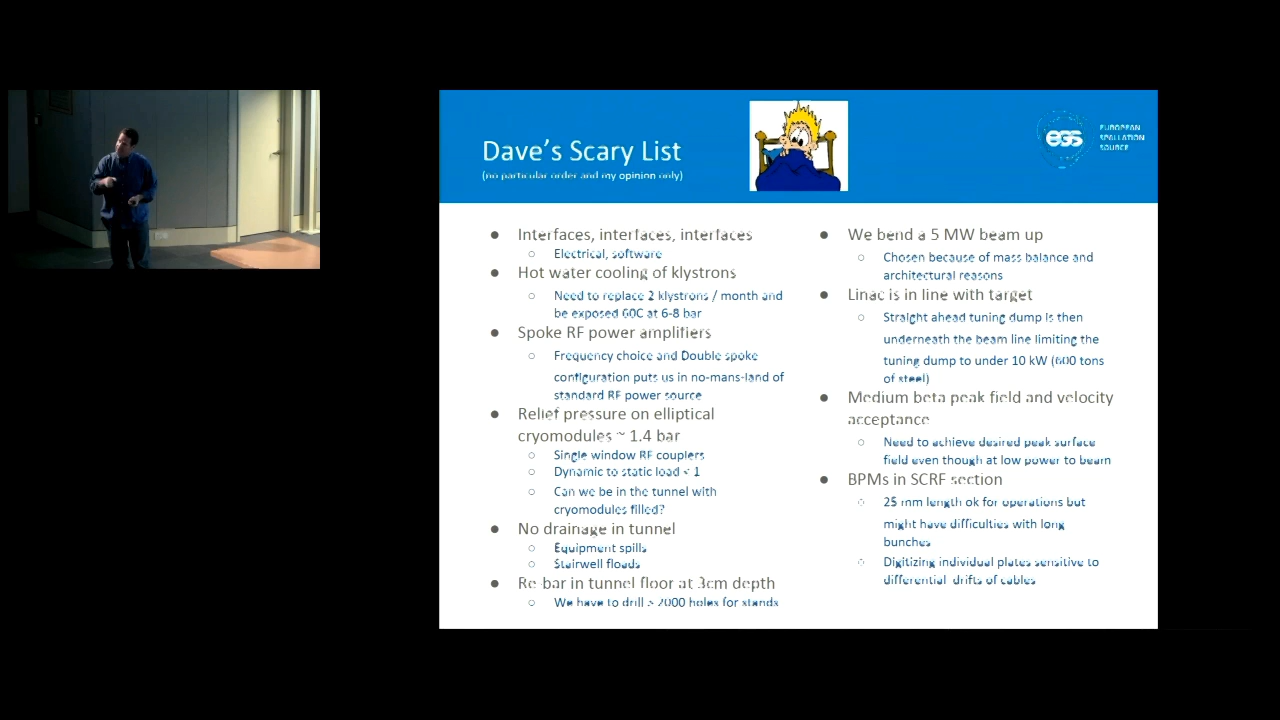 Dave's Scary List
(no particular order and my opinion only)
ess
EUROPEAN
SPALLATION
SOURCE
● Interfaces, interfaces, interfaces
○ Electrical, software
● Hot water cooling of klystrons
○ Need to replace 2 klystrons / month and
be exposed 60C at 6-8 bar
● Spoke RF power amplifiers
○ Frequency choice and Double spoke
configuration puts us in no-mans-land of
standard RF power source
● Relief pressure on elliptical
cryomodules ~ 1.4 bar
○ Single window RF couplers
○ Dynamic to static load < 1
○ Can we be in the tunnel with
cryomodules filled?
● No drainage in tunnel
○ Equipment spills
○ Stairwell floods
● Re-bar in tunnel floor at 3cm depth
○ We have to drill > 2000 holes for stands
● We bend a 5 MW beam up
○ Chosen because of mass balance and
architectural reasons
● Linac is in line with target
○ Straight ahead tuning dump is then
underneath the beam line limiting the
tuning dump to under 10 kW (600 tons
of steel)
● Medium beta peak field and velocity
acceptance
○ Need to achieve desired peak surface
field even though at low power to beam
● BPMs in SCRF section
○ 25 mm length ok for operations but
might have difficulties with long
bunches
○ Digitizing individual plates sensitive to
differential drifts of cables